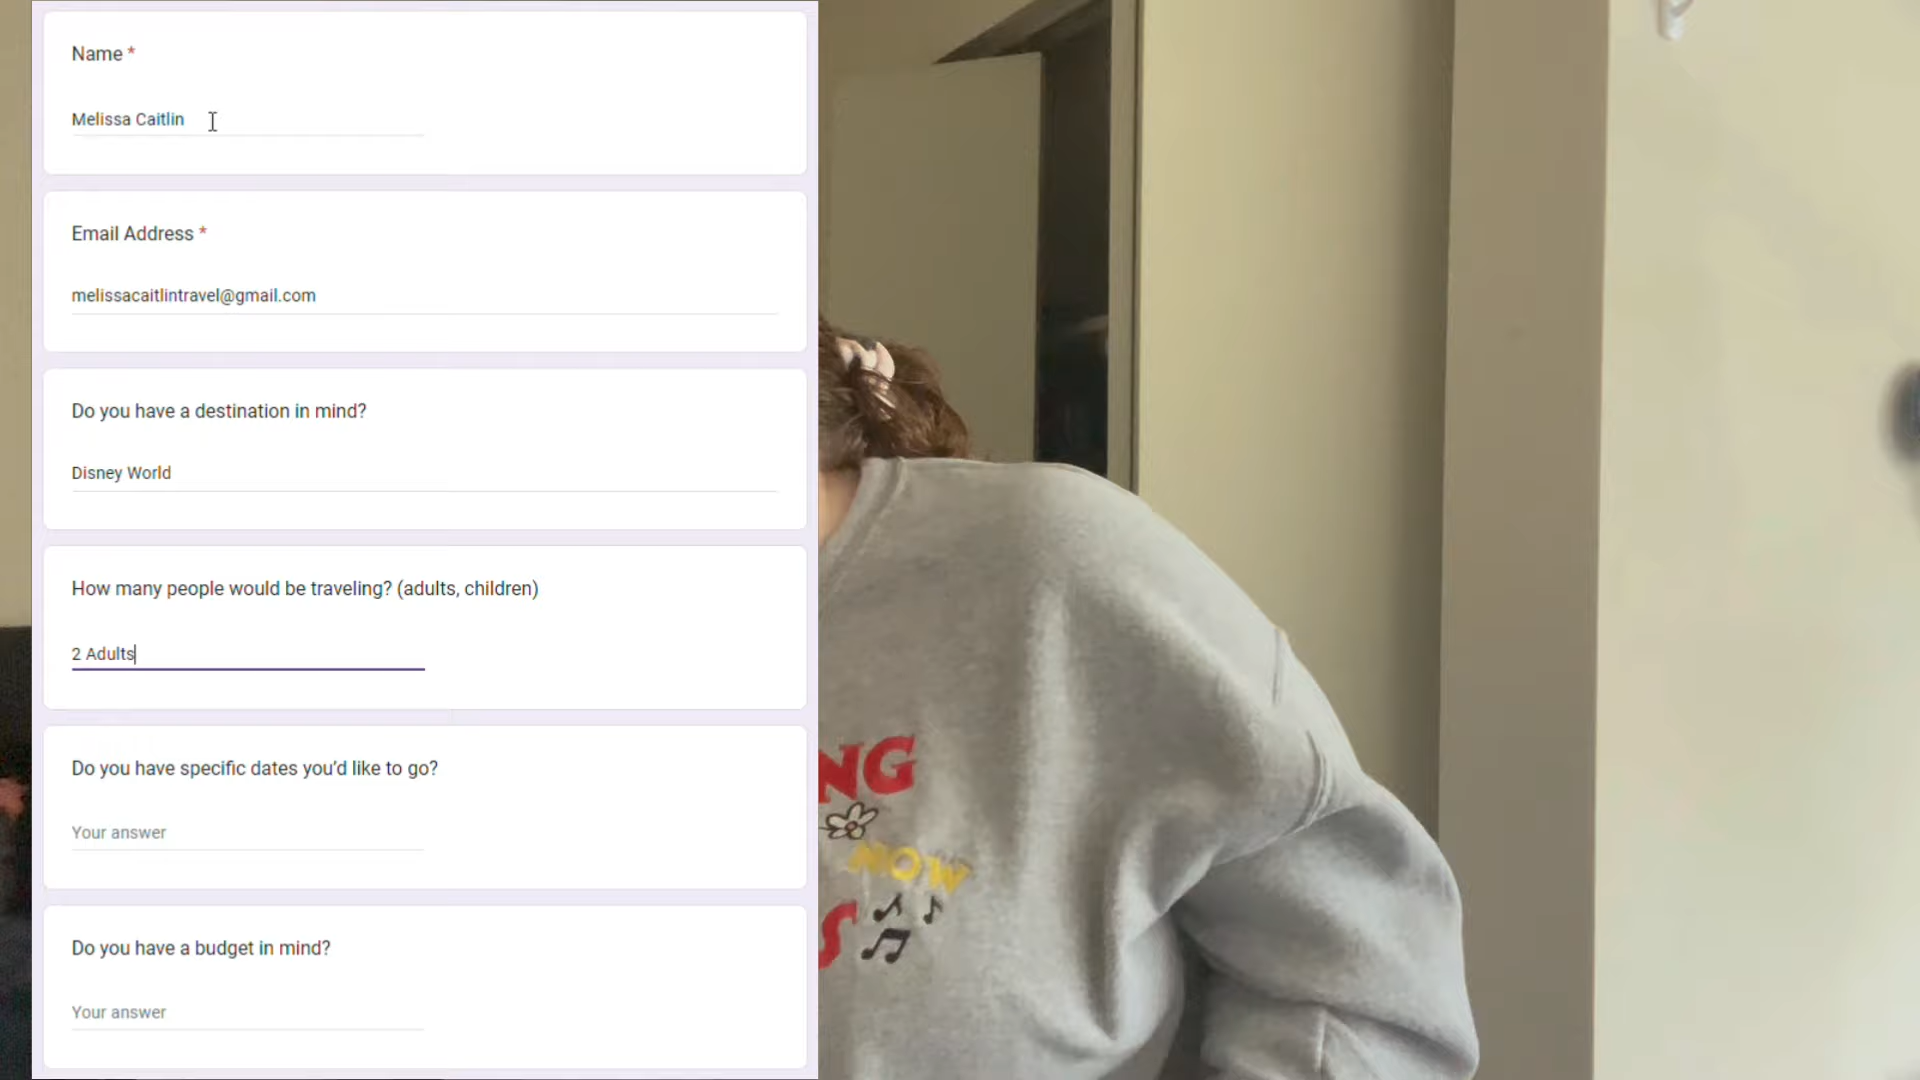 Name *
Melissa Caitlin
Email Address *
melissacaitlintravel@gmail.com
Do you have a destination in mind?
Disney World
How many people would be traveling? (adults, children)
2 Adults
Do you have specific dates you'd like to go?
Your answer
Do you have a budget in mind?
Your answer
NG
NOW
S